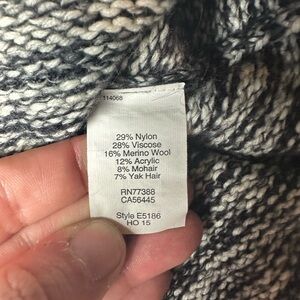 114068
29% Nylon
28% Viscose
16% Merino Wool
12% Acrylic
8% Mohair
7% Yak Hair
RN77388
CA56445
Style E5186
HO 15